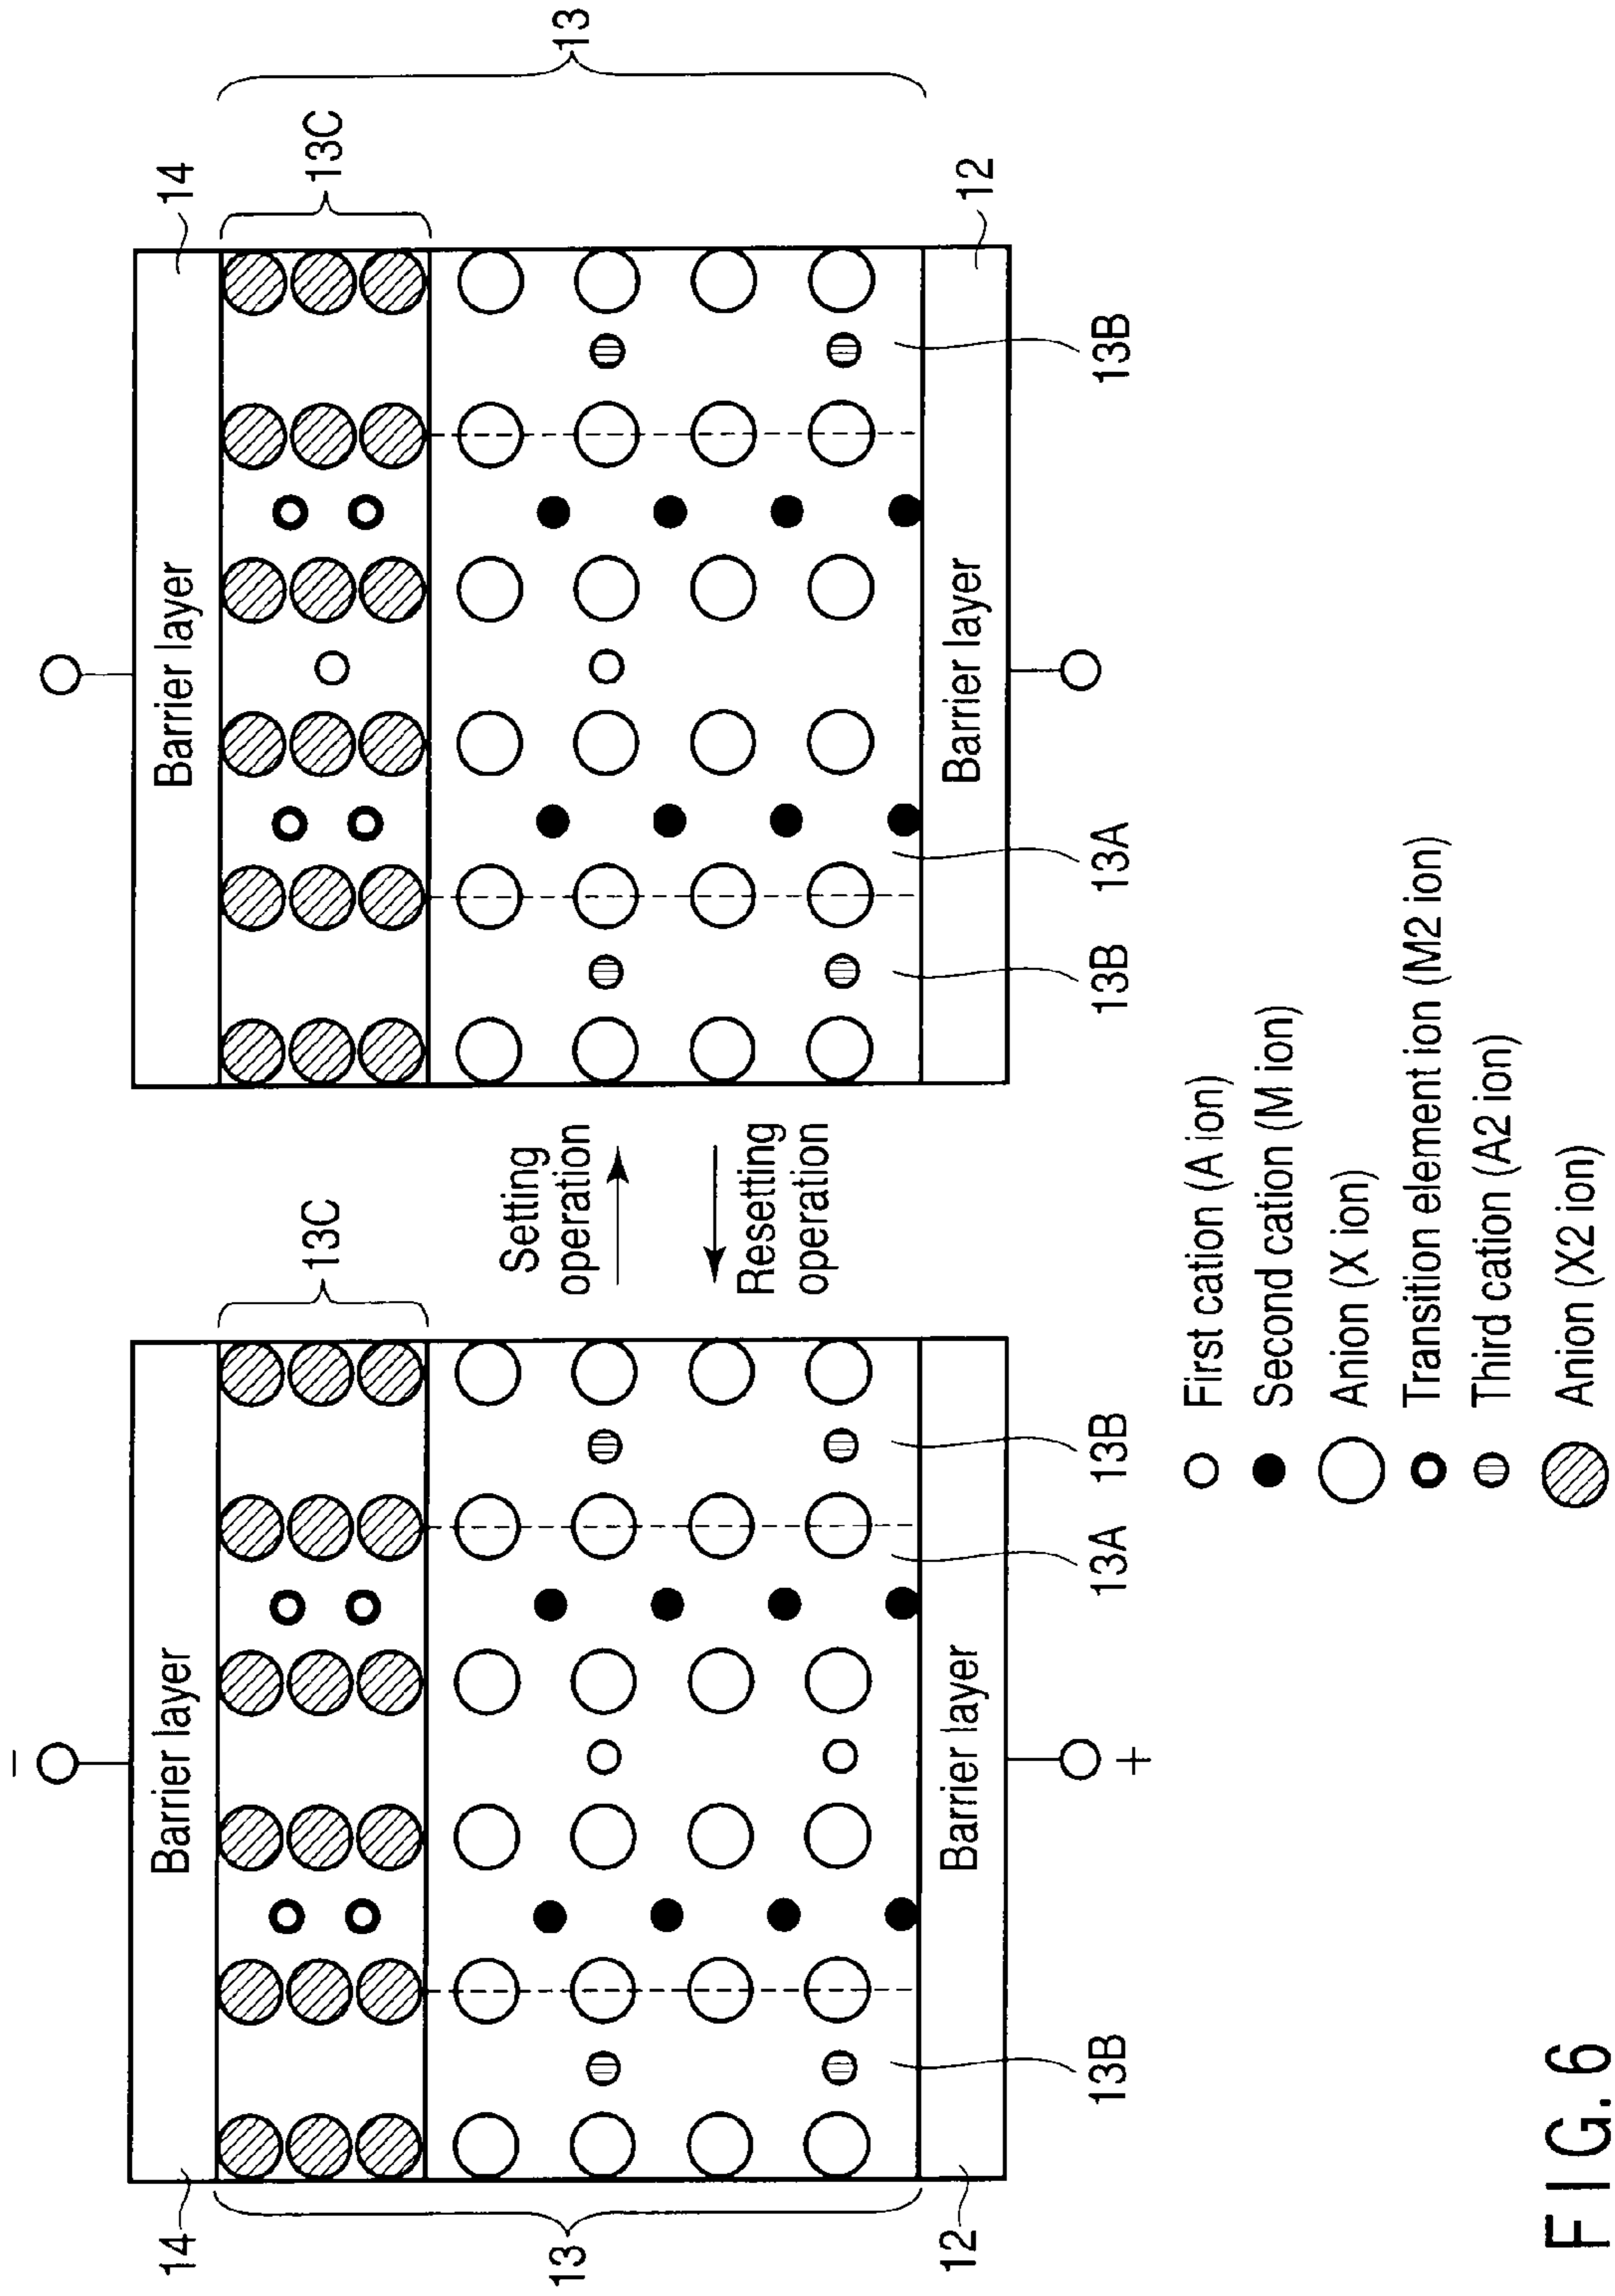 −
14
Barrier layer
13C
13
13B
13A
13B
12
Barrier layer
+
Setting
operation
Resetting
operation
14
Barrier layer
13C
13
13B
13A
13B
12
Barrier layer
First cation (A ion)
Second cation (M ion)
Anion (X ion)
Transition element ion (M2 ion)
Third cation (A2 ion)
Anion (X2 ion)
FIG. 6